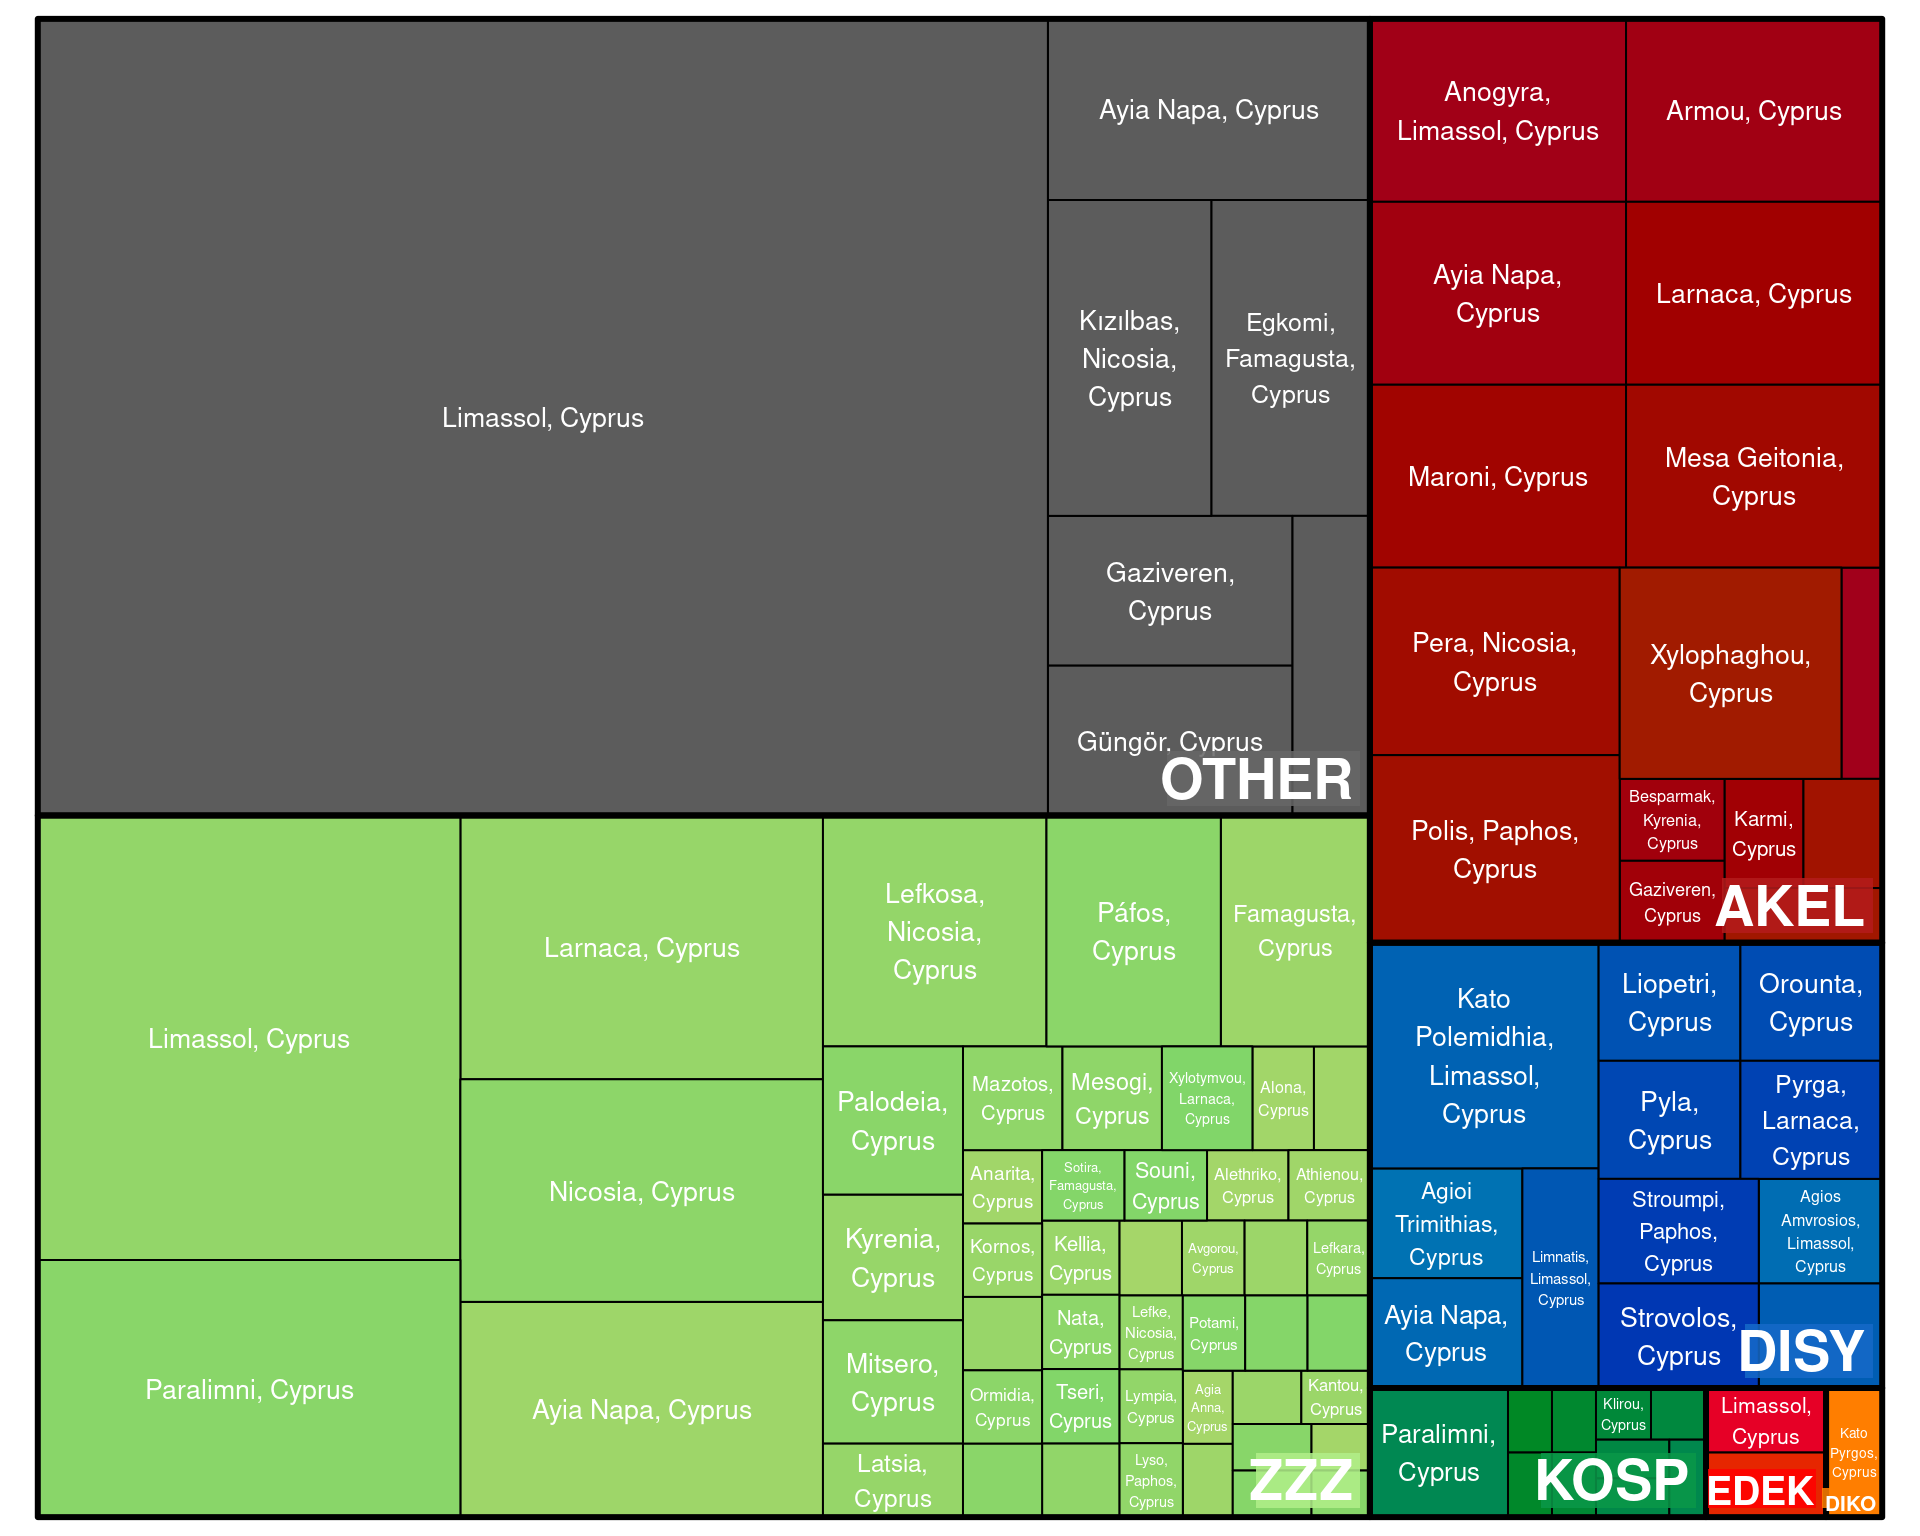 Limassol, Cyprus
Ayia Napa, Cyprus
Kızılbas,
Nicosia,
Cyprus
Egkomi,
Famagusta,
Cyprus
Gaziveren,
Cyprus
Güngör, Cyprus
OTHER
Anogyra,
Limassol, Cyprus
Armou, Cyprus
Ayia Napa,
Cyprus
Larnaca, Cyprus
Maroni, Cyprus
Mesa Geitonia,
Cyprus
Pera, Nicosia,
Cyprus
Xylophaghou,
Cyprus
Polis, Paphos,
Cyprus
Besparmak,
Kyrenia,
Cyprus
Karmi,
Cyprus
Gaziveren,
Cyprus
AKEL
Limassol, Cyprus
Larnaca, Cyprus
Lefkosa,
Nicosia,
Cyprus
Páfos,
Cyprus
Famagusta,
Cyprus
Nicosia, Cyprus
Paralimni, Cyprus
Ayia Napa, Cyprus
Palodeia,
Cyprus
Kyrenia,
Cyprus
Mitsero,
Cyprus
Latsia,
Cyprus
Mazotos,
Cyprus
Mesogi,
Cyprus
Xylotymvou,
Larnaca,
Cyprus
Alona,
Cyprus
Anarita,
Cyprus
Sotira,
Famagusta,
Cyprus
Souni,
Cyprus
Alethriko,
Cyprus
Athienou,
Cyprus
Kornos,
Cyprus
Kellia,
Cyprus
Avgorou,
Cyprus
Lefkara,
Cyprus
Nata,
Cyprus
Lefke,
Nicosia,
Cyprus
Potami,
Cyprus
Ormidia,
Cyprus
Tseri,
Cyprus
Lympia,
Cyprus
Agia
Anna,
Cyprus
Kantou,
Cyprus
Lyso,
Paphos,
Cyprus
ZZZ
Kato
Polemidhia,
Limassol,
Cyprus
Liopetri,
Cyprus
Orounta,
Cyprus
Pyla,
Cyprus
Pyrga,
Larnaca,
Cyprus
Agioi
Trimithias,
Cyprus
Limnatis,
Limassol,
Cyprus
Stroumpi,
Paphos,
Cyprus
Agios
Amvrosios,
Limassol,
Cyprus
Ayia Napa,
Cyprus
Strovolos,
Cyprus
DISY
Paralimni,
Cyprus
Klirou,
Cyprus
KOSP
Limassol,
Cyprus
EDEK
Kato
Pyrgos,
Cyprus
DIKO